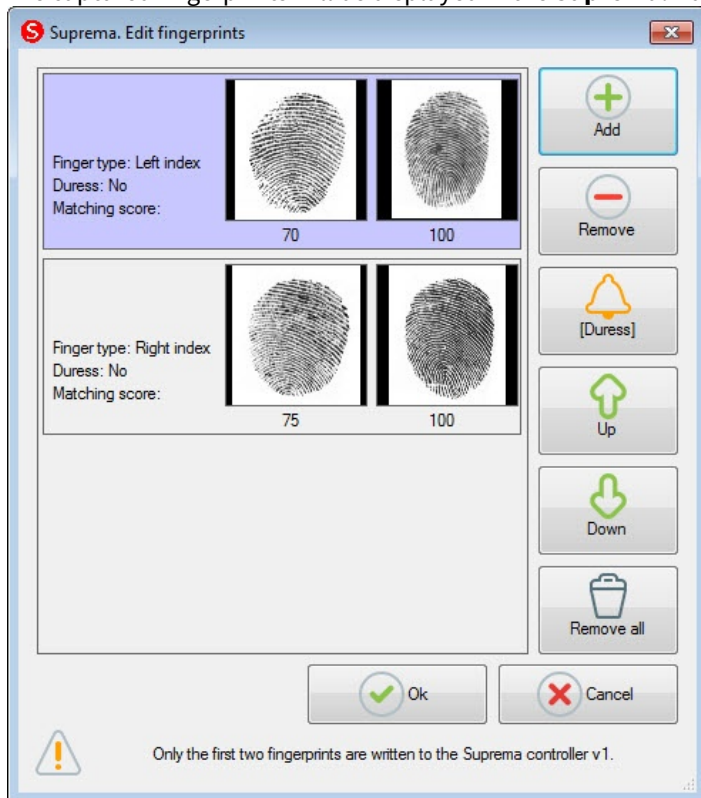 Suprema. Edit fingerprints
Finger type: Left index
Duress: No
Matching score:
70 100
Finger type: Right index
Duress: No
Matching score:
75 100
Add
Remove
[Duress]
Up
Down
Remove all
Ok Cancel
Only the first two fingerprints are written to the Suprema controller v1.